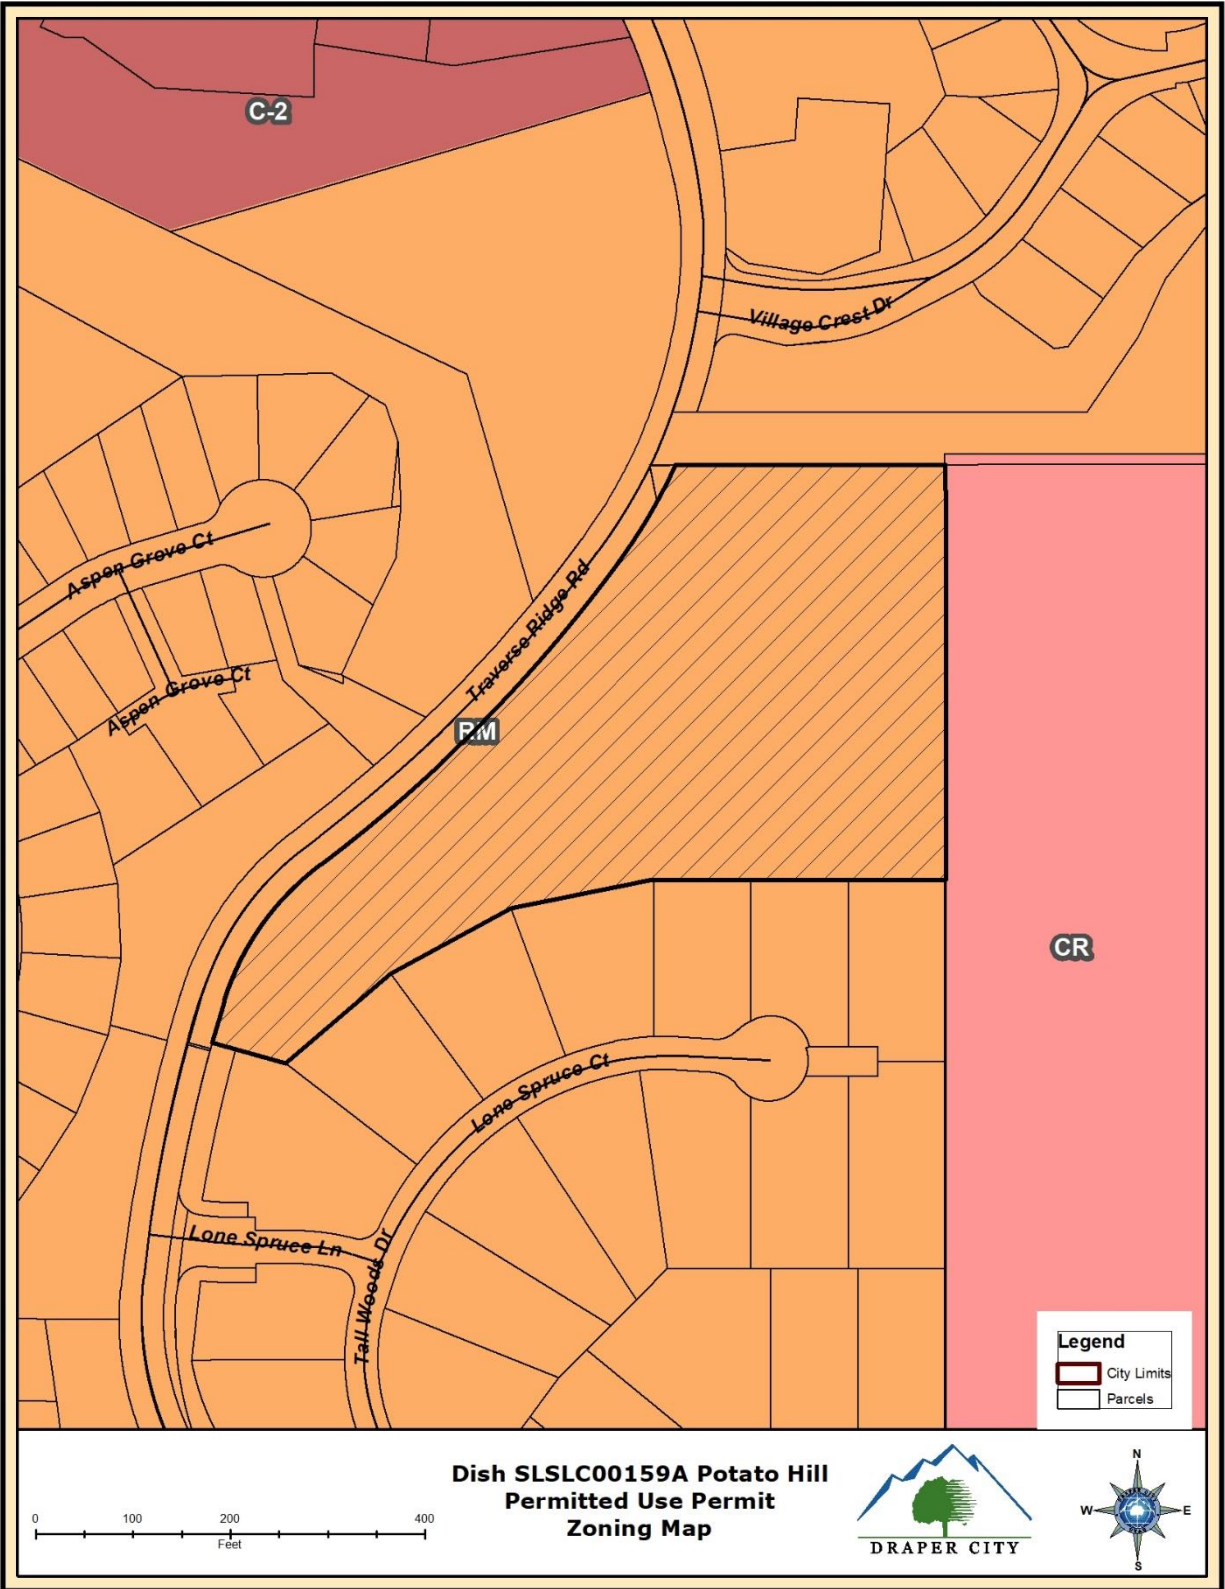 C-2
Village Crest Dr
Aspen Grove Ct
Traverse Ridge Rd
Aspen Grove Ct
RM
CR
Lone Spruce Ct
Lone Spruce Ln
Tall Woods Dr
Legend
City Limits
Parcels
Dish SLSLC00159A Potato Hill
Permitted Use Permit
Zoning Map
0 100 200 400
Feet
DRAPER CITY
N
W E
S